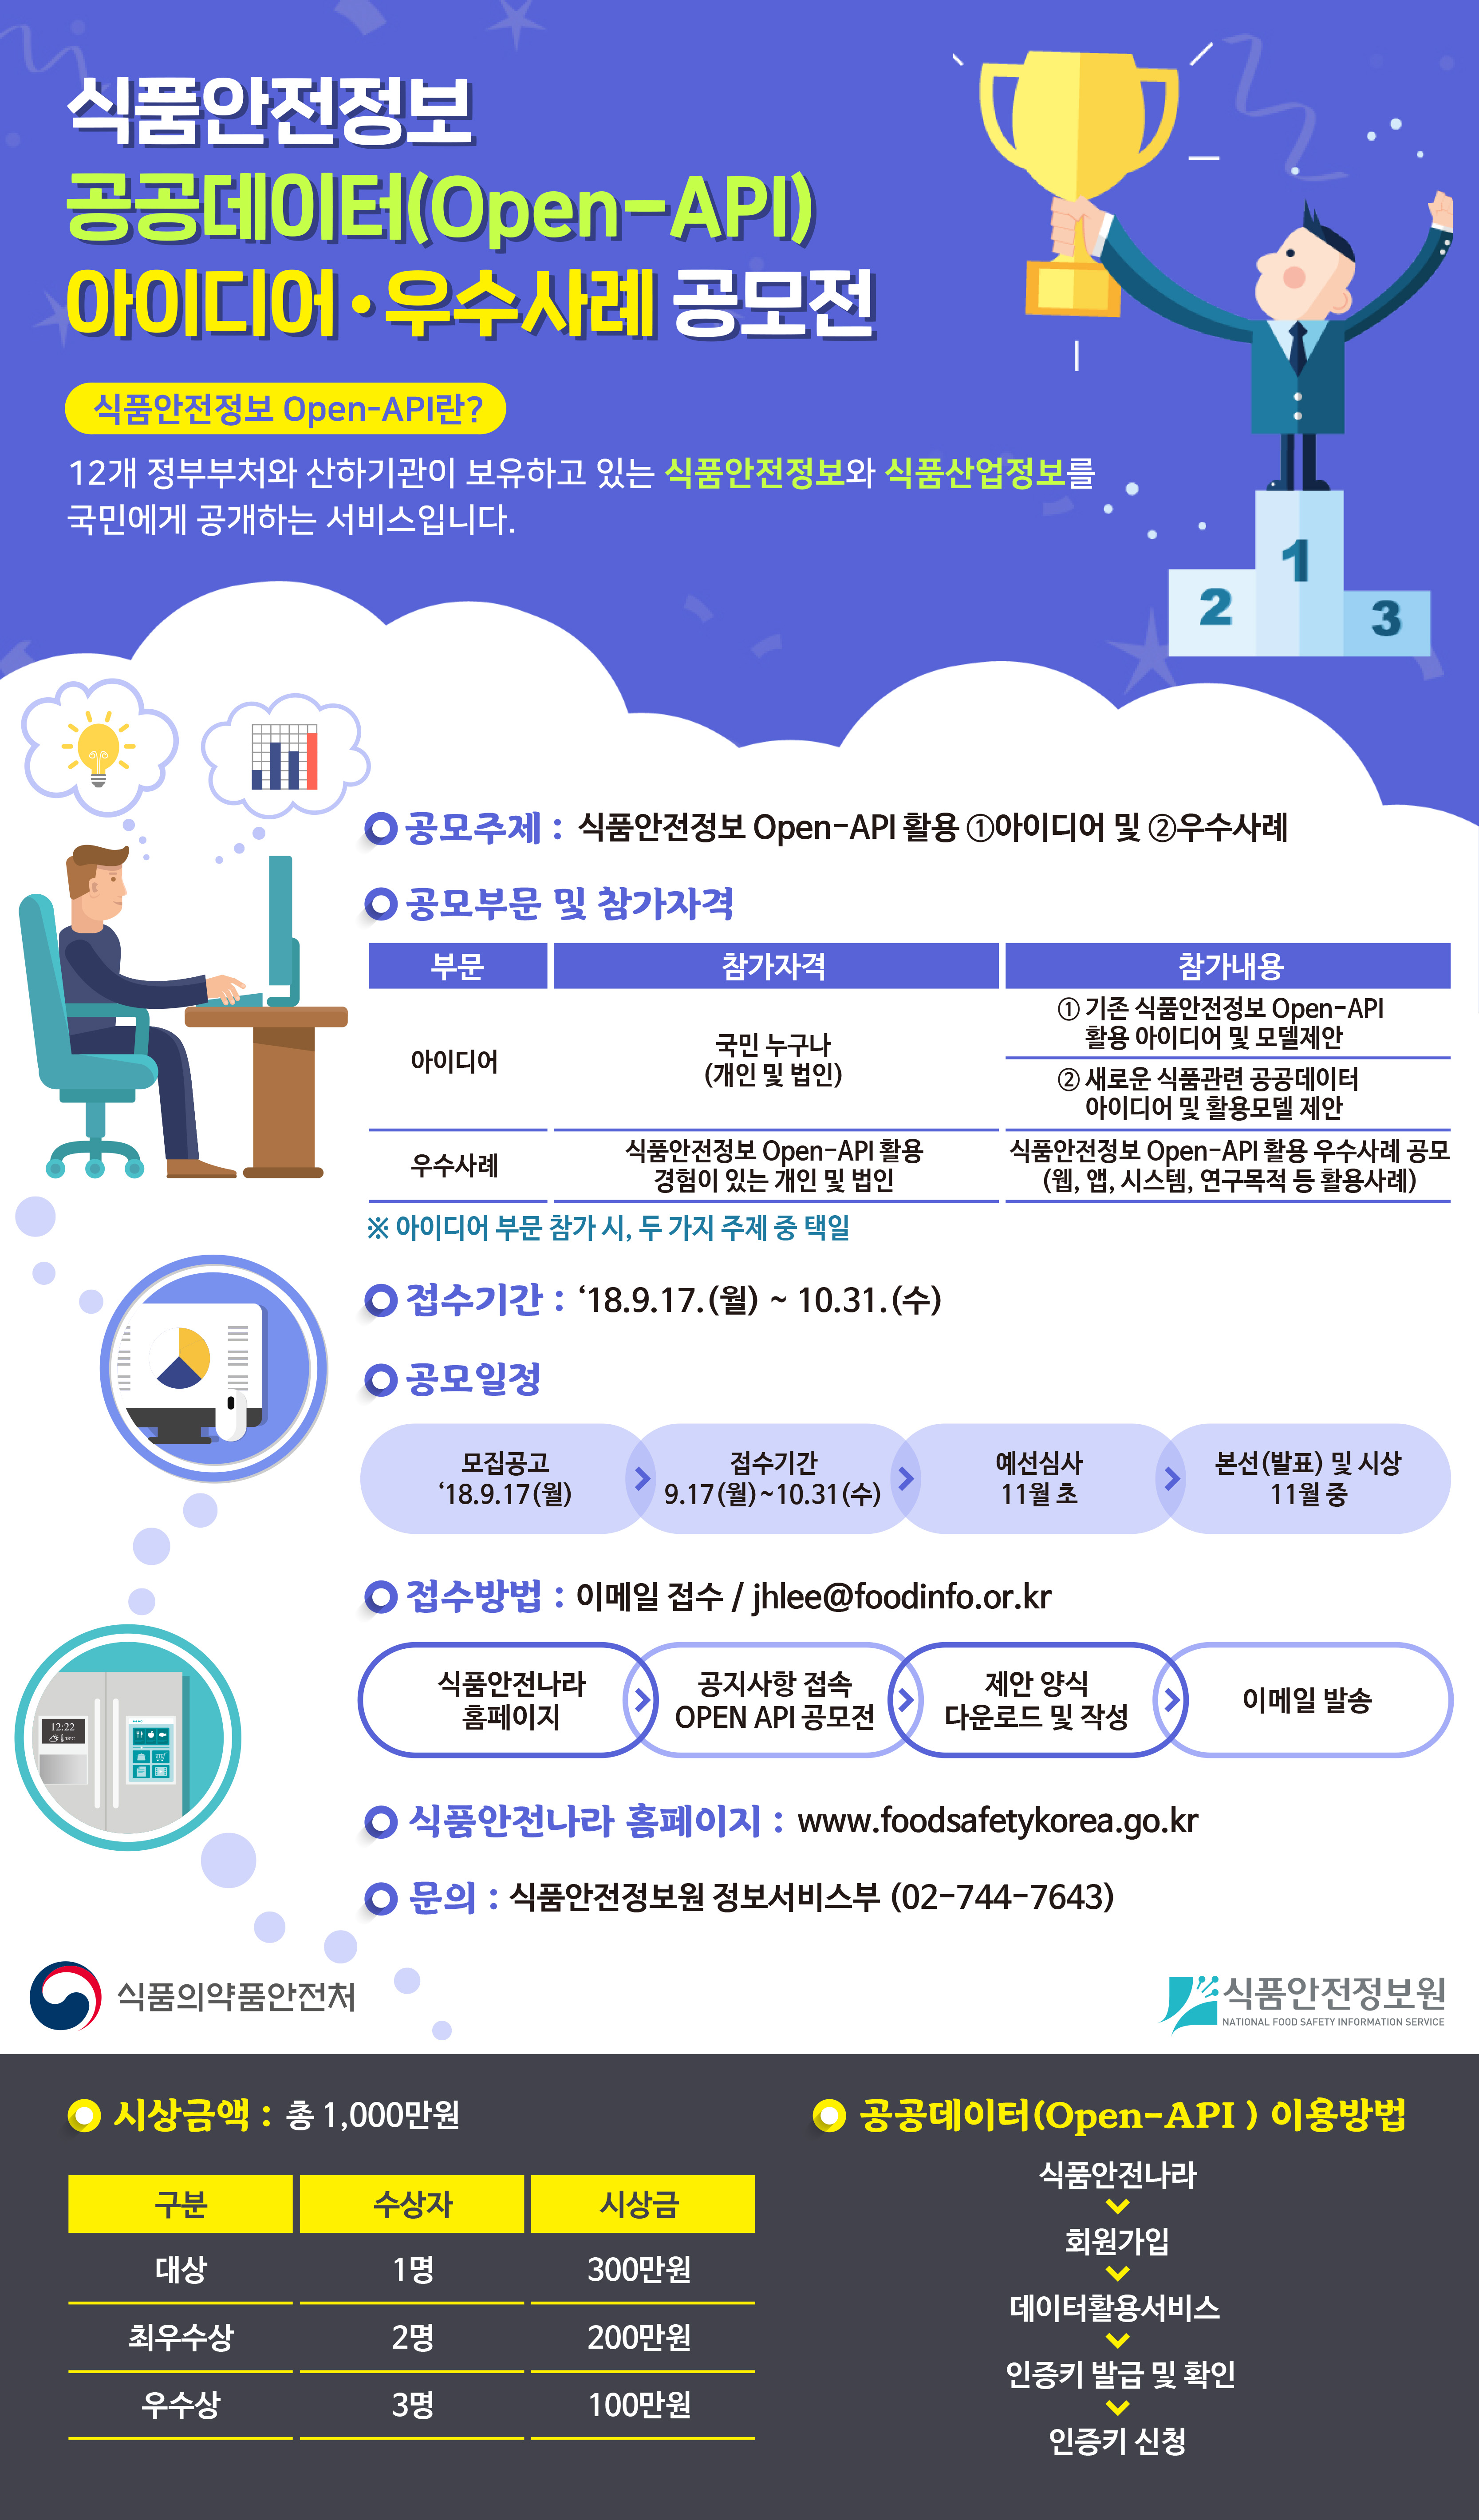 식품안전정보
공공데이터(Open-API)
아이디어·우수사례 공모전
식품안전정보 Open-API란?
12개 정부부처와 산하기관이 보유하고 있는 식품안전정보와 식품산업정보를
국민에게 공개하는 서비스입니다.
1
2
3
공모주제 : 식품안전정보 Open-API 활용 ①아이디어 및 ②우수사례
공모부문 및 참가자격
부문 참가자격 참가내용
아이디어
국민 누구나
(개인 및 법인)
① 기존 식품안전정보 Open-API
활용 아이디어 및 모델제안
② 새로운 식품관련 공공데이터
아이디어 및 활용모델 제안
우수사례
식품안전정보 Open-API 활용
경험이 있는 개인 및 법인
식품안전정보 Open-API 활용 우수사례 공모
(웹, 앱, 시스템, 연구목적 등 활용사례)
※ 아이디어 부문 참가 시, 두 가지 주제 중 택일
접수기간 : ‘18.9.17.(월) ~ 10.31.(수)
공모일정
모집공고
‘18.9.17(월)
접수기간
9.17(월)~10.31(수)
예선심사
11월 초
본선(발표) 및 시상
11월 중
접수방법 : 이메일 접수 / jhlee@foodinfo.or.kr
식품안전나라
홈페이지
공지사항 접속
OPEN API 공모전
제안 양식
다운로드 및 작성
이메일 발송
12:22
식품안전나라 홈페이지 : www.foodsafetykorea.go.kr
문의 : 식품안전정보원 정보서비스부 (02-744-7643)
식품의약품안전처
식품안전정보원
NATIONAL FOOD SAFETY INFORMATION SERVICE
시상금액 : 총 1,000만원
구분 수상자 시상금
대상 1명 300만원
최우수상 2명 200만원
우수상 3명 100만원
공공데이터(Open-API ) 이용방법
식품안전나라
회원가입
데이터활용서비스
인증키 발급 및 확인
인증키 신청